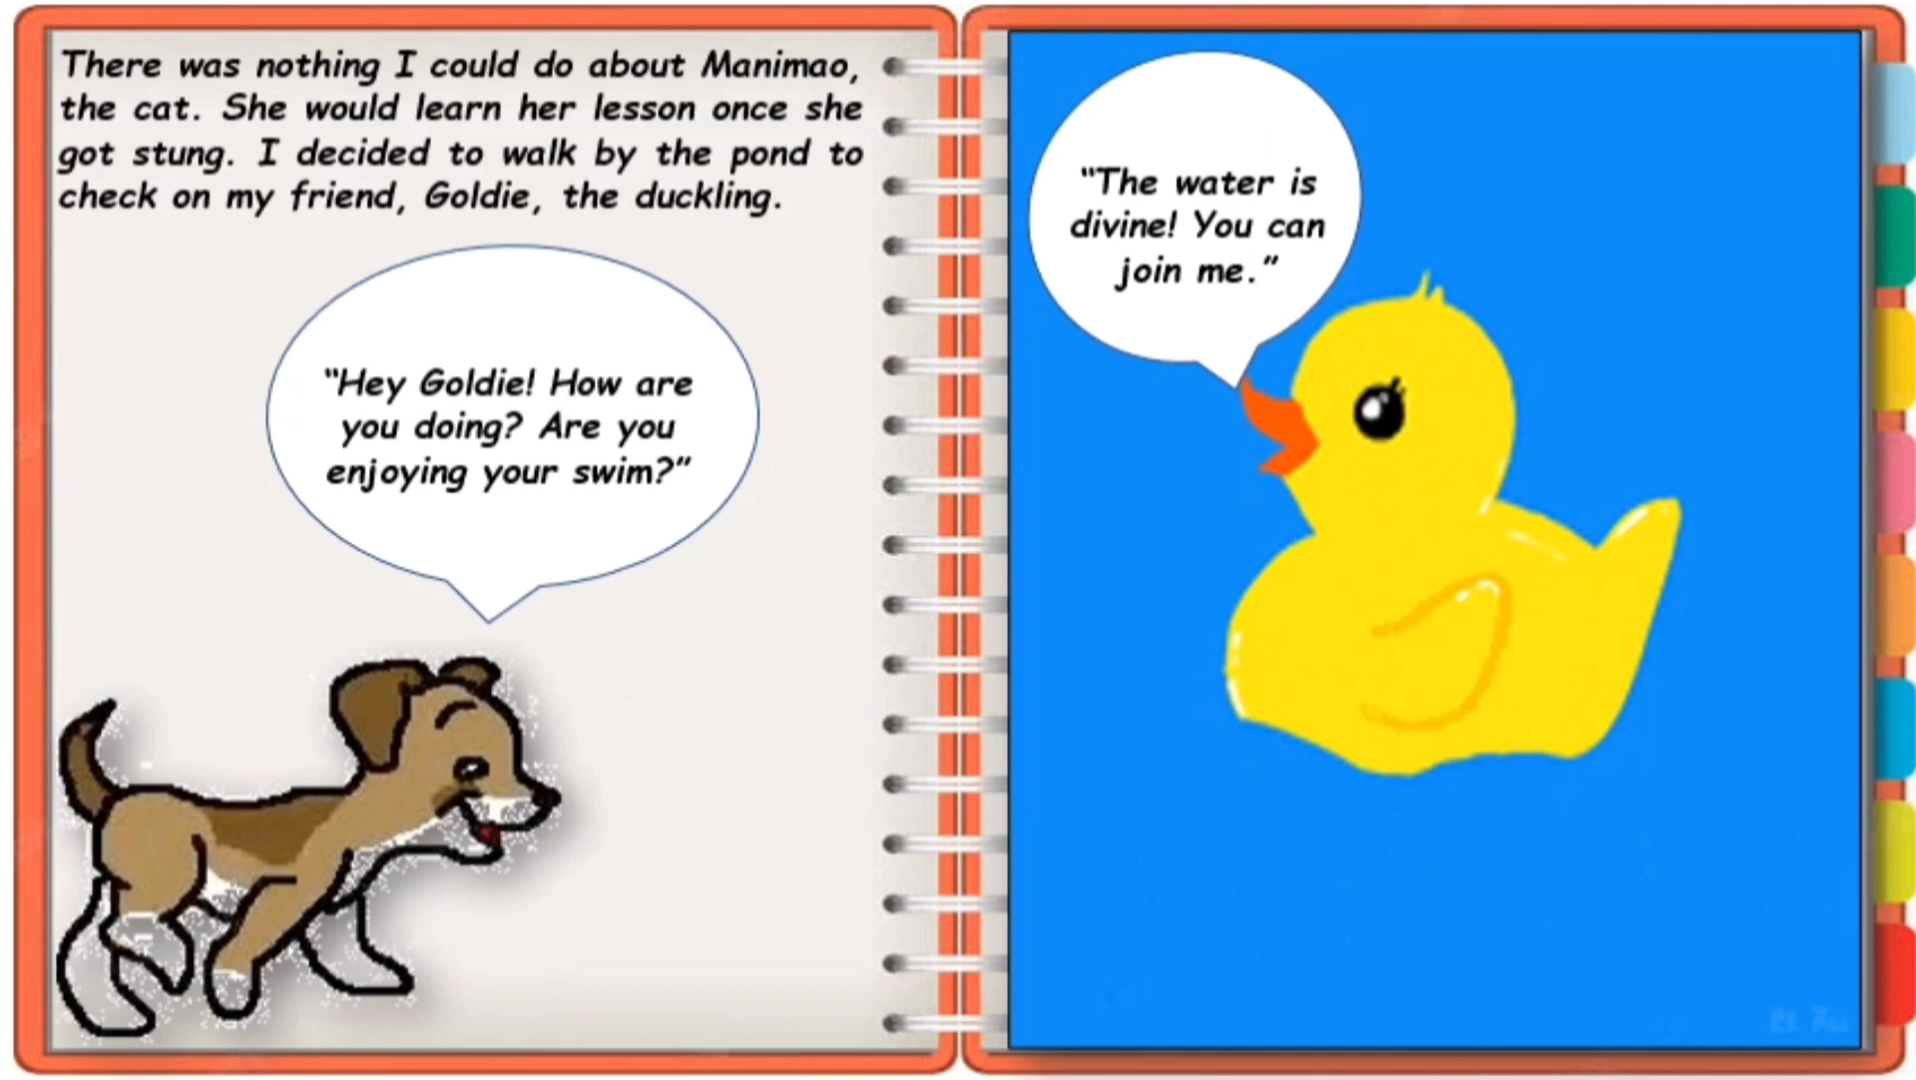 There was nothing I could do about Manimao,
the cat. She would learn her lesson once she
got stung. I decided to walk by the pond to
check on my friend, Goldie, the duckling.
“Hey Goldie! How are
you doing? Are you
enjoying your swim?”
“The water is
divine! You can
join me.”